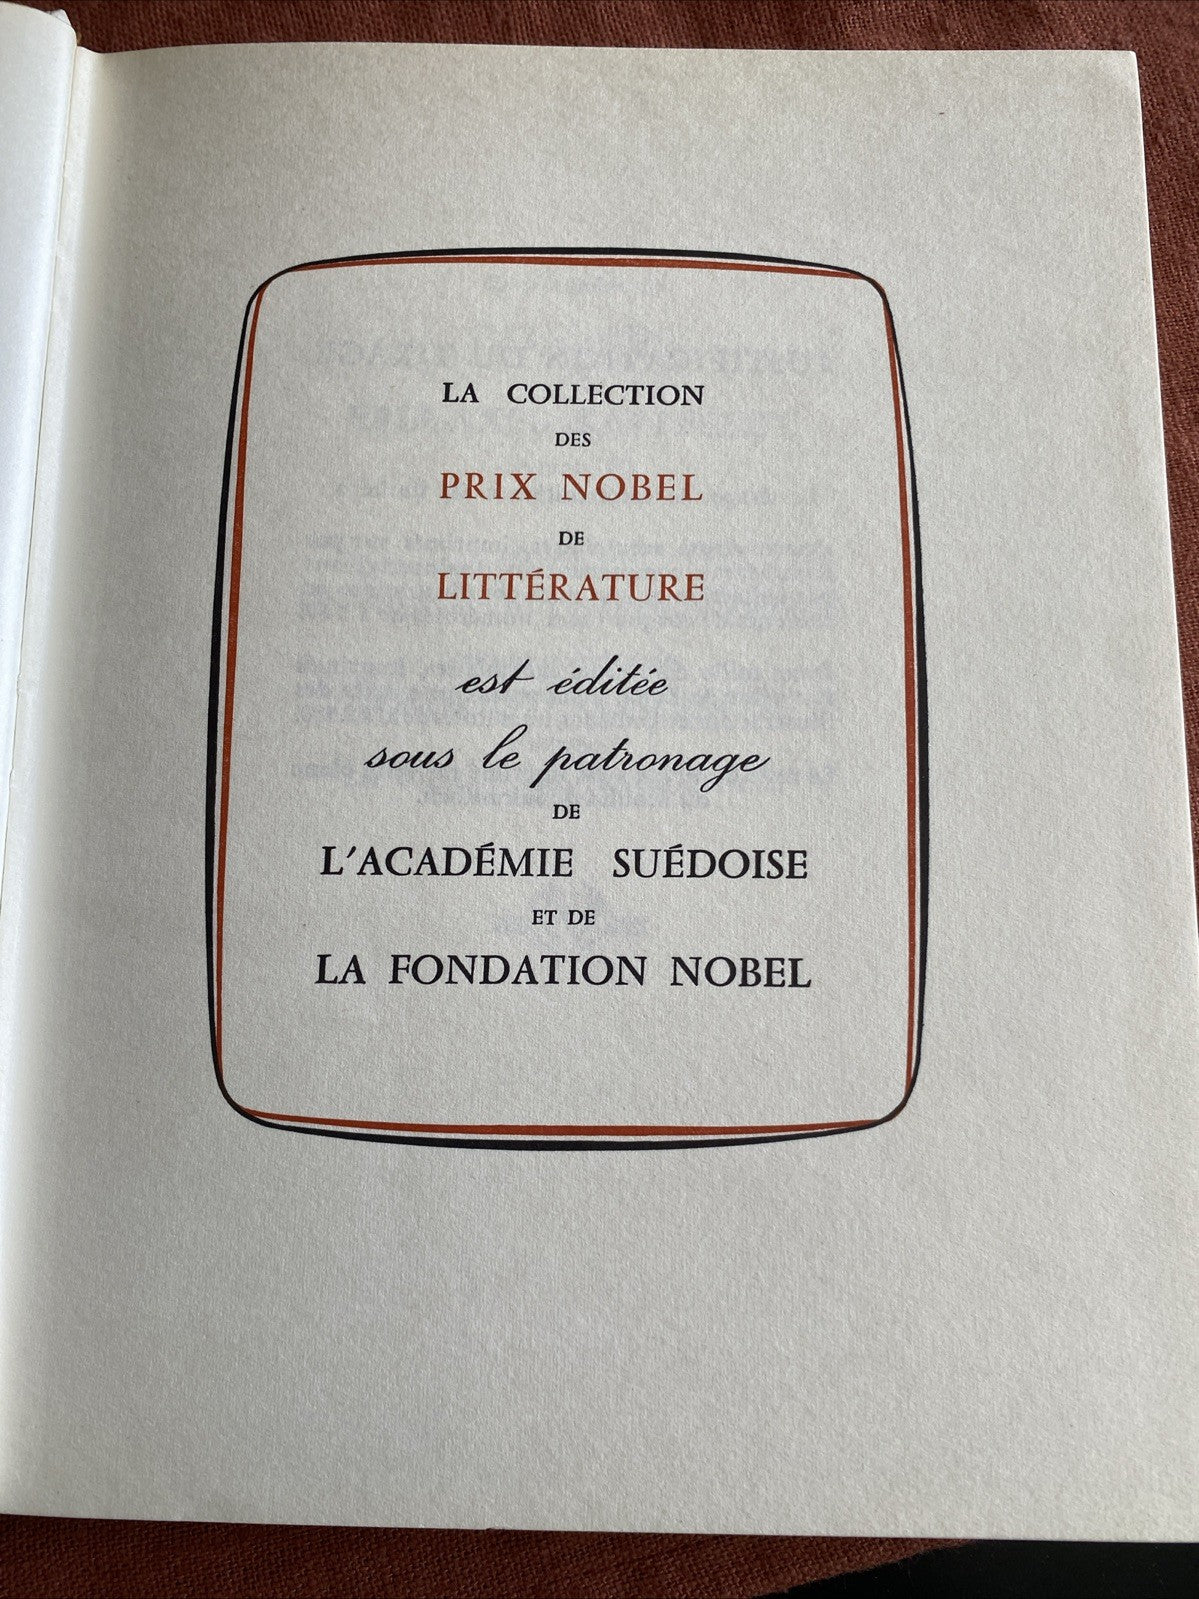 LA COLLECTION
DES
PRIX NOBEL
DE
LITTÉRATURE
est éditée
sous le patronage
DE
L'ACADÉMIE SUÉDOISE
ET DE
LA FONDATION NOBEL